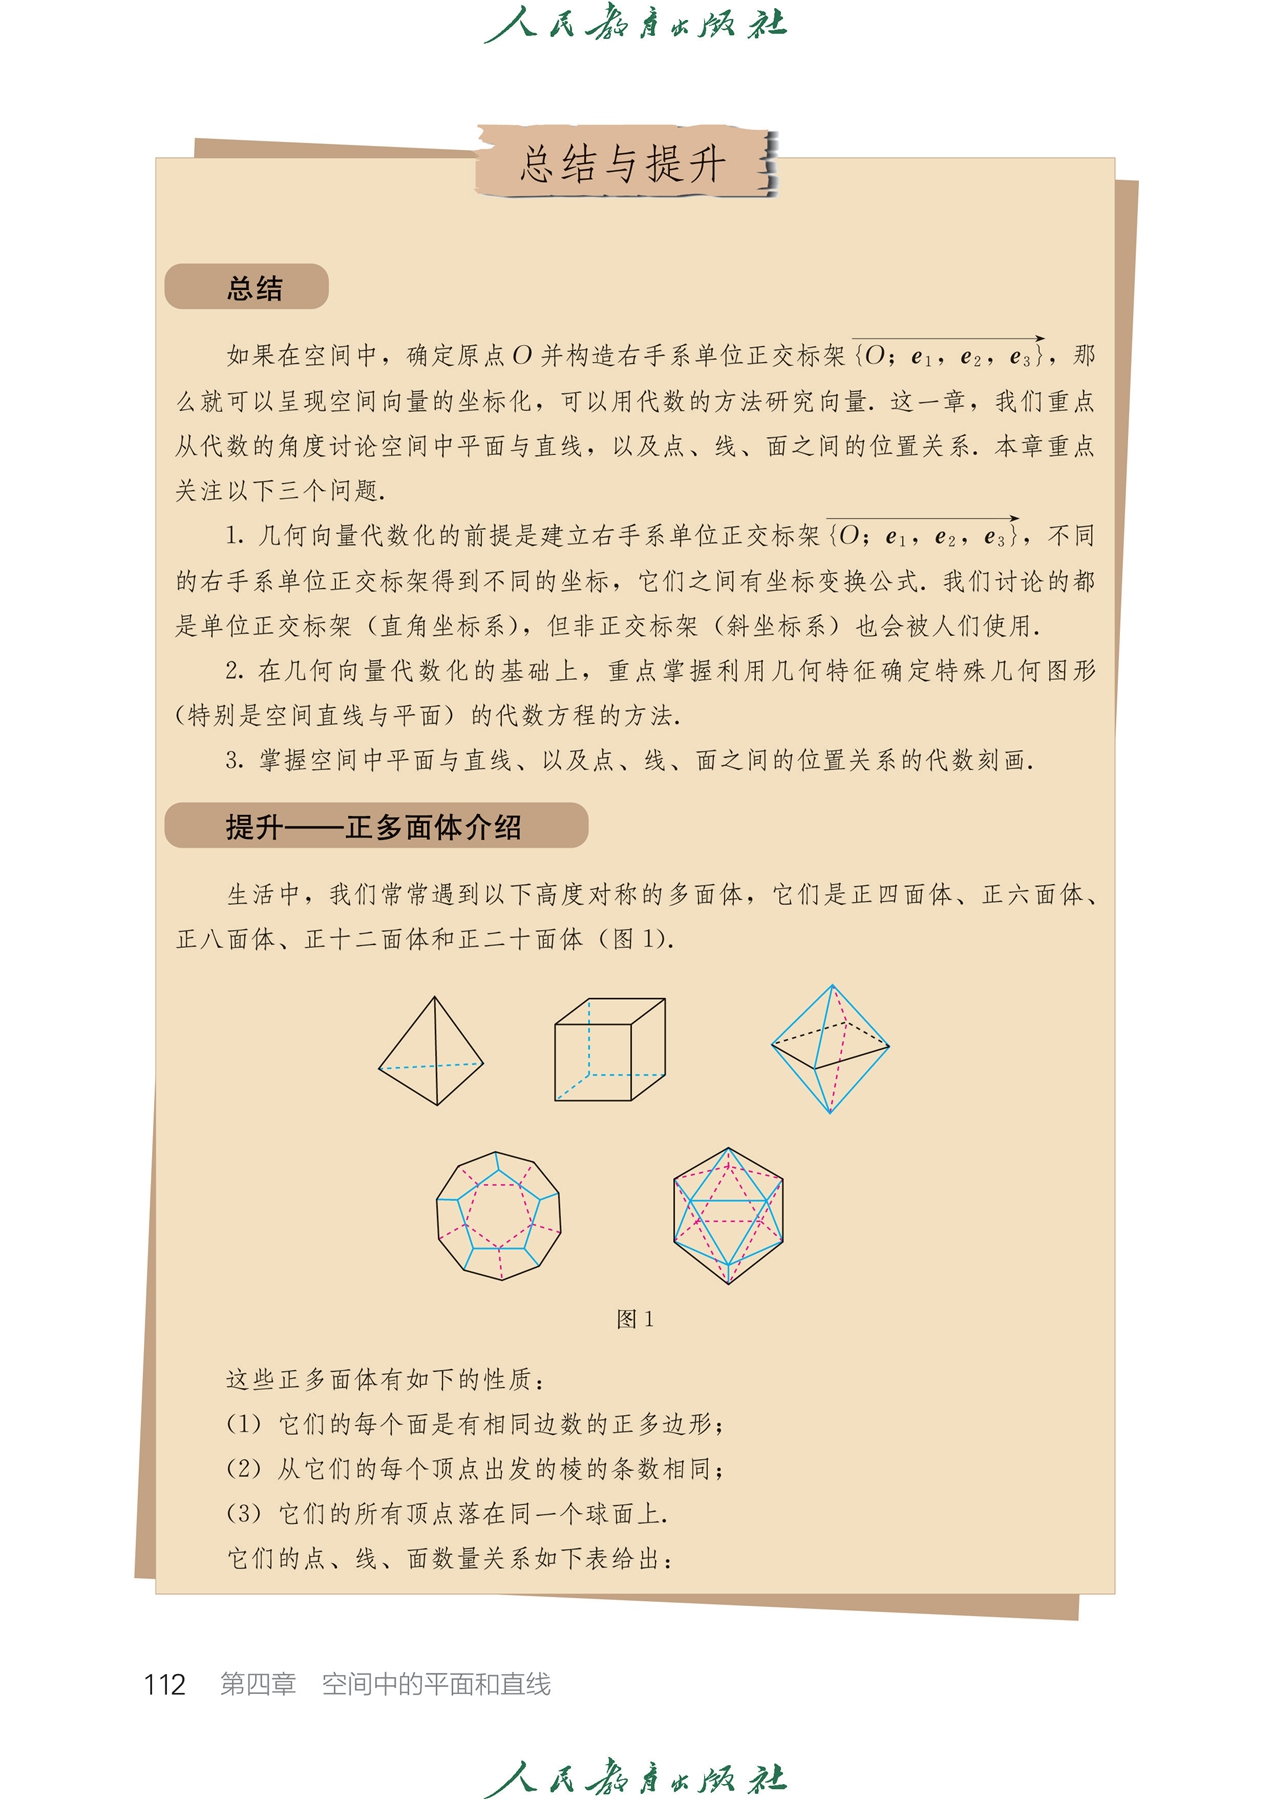 人民教育出版社
总结与提升
总结
如果在空间中，确定原点 O 并构造右手系单位正交标架 {O；e₁，e₂，e₃}，那
么就可以呈现空间向量的坐标化，可以用代数的方法研究向量．这一章，我们重点
从代数的角度讨论空间中平面与直线，以及点、线、面之间的位置关系．本章重点
关注以下三个问题．
1. 几何向量代数化的前提是建立右手系单位正交标架 {O；e₁，e₂，e₃}，不同
的右手系单位正交标架得到不同的坐标，它们之间有坐标变换公式．我们讨论的都
是单位正交标架（直角坐标系），但非正交标架（斜坐标系）也会被人们使用．
2. 在几何向量代数化的基础上，重点掌握利用几何特征确定特殊几何图形
（特别是空间直线与平面）的代数方程的方法．
3. 掌握空间中平面与直线、以及点、线、面之间的位置关系的代数刻画．
提升——正多面体介绍
生活中，我们常常遇到以下高度对称的多面体，它们是正四面体、正六面体、
正八面体、正十二面体和正二十面体（图 1）．
图 1
这些正多面体有如下的性质：
（1）它们的每个面是有相同边数的正多边形；
（2）从它们的每个顶点出发的棱的条数相同；
（3）它们的所有顶点落在同一个球面上．
它们的点、线、面数量关系如下表给出：
112 第四章 空间中的平面和直线
人民教育出版社